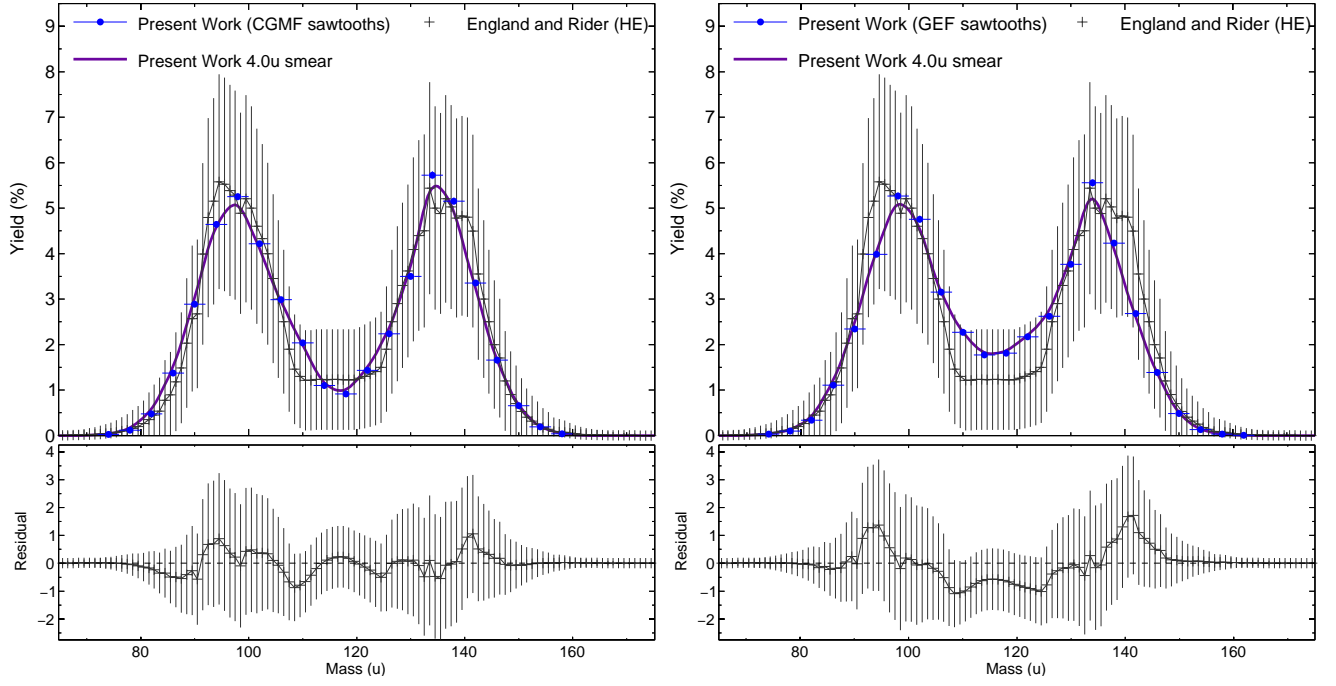 Present Work (CGMF sawtooths) England and Rider (HE)
Present Work 4.0u smear
Yield (%)
9
8
7
6
5
4
3
2
1
0
Residual
4
3
2
1
0
−1
−2
80 100 120 140 160
Mass (u)
Present Work (GEF sawtooths) England and Rider (HE)
Present Work 4.0u smear
Yield (%)
9
8
7
6
5
4
3
2
1
0
Residual
4
3
2
1
0
−1
−2
80 100 120 140 160
Mass (u)